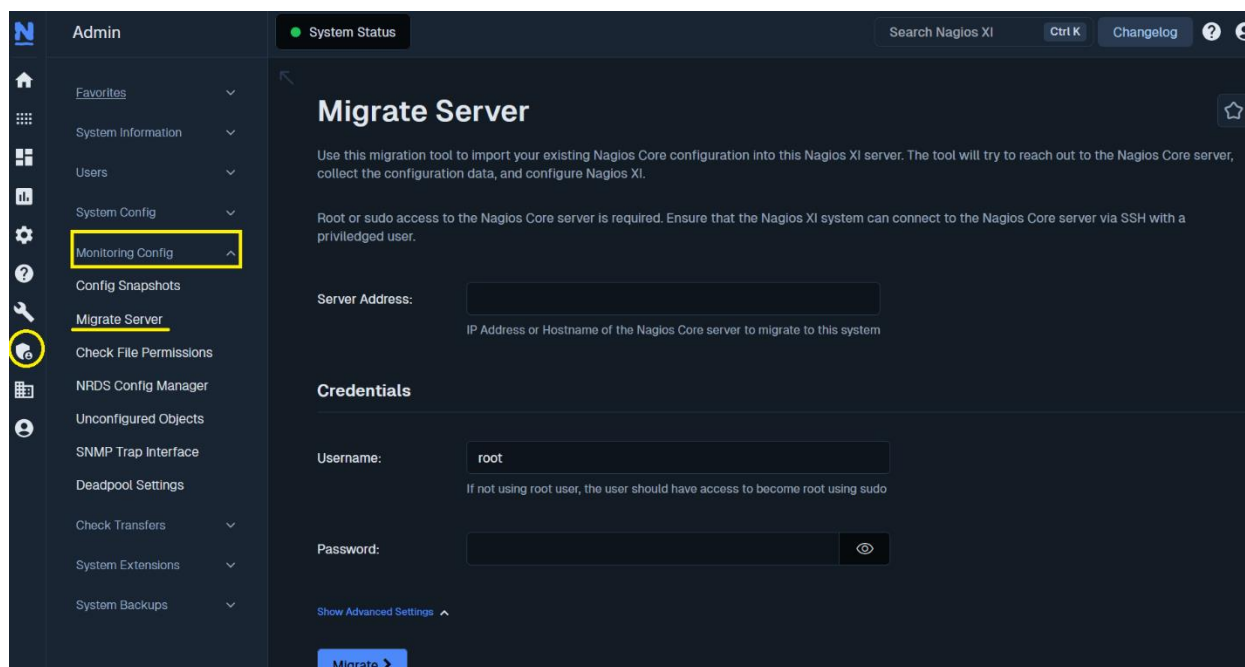 N
Admin
System Status
Search Nagios XI
Ctrl K
Changelog
Favorites
System Information
Users
System Config
Monitoring Config
Config Snapshots
Migrate Server
Check File Permissions
NRDS Config Manager
Unconfigured Objects
SNMP Trap Interface
Deadpool Settings
Check Transfers
System Extensions
System Backups
Migrate Server
Use this migration tool to import your existing Nagios Core configuration into this Nagios XI server. The tool will try to reach out to the Nagios Core server,
collect the configuration data, and configure Nagios XI.
Root or sudo access to the Nagios Core server is required. Ensure that the Nagios XI system can connect to the Nagios Core server via SSH with a
priviledged user.
Server Address:
IP Address or Hostname of the Nagios Core server to migrate to this system
Credentials
Username:
root
If not using root user, the user should have access to become root using sudo
Password:
Show Advanced Settings
Migrate